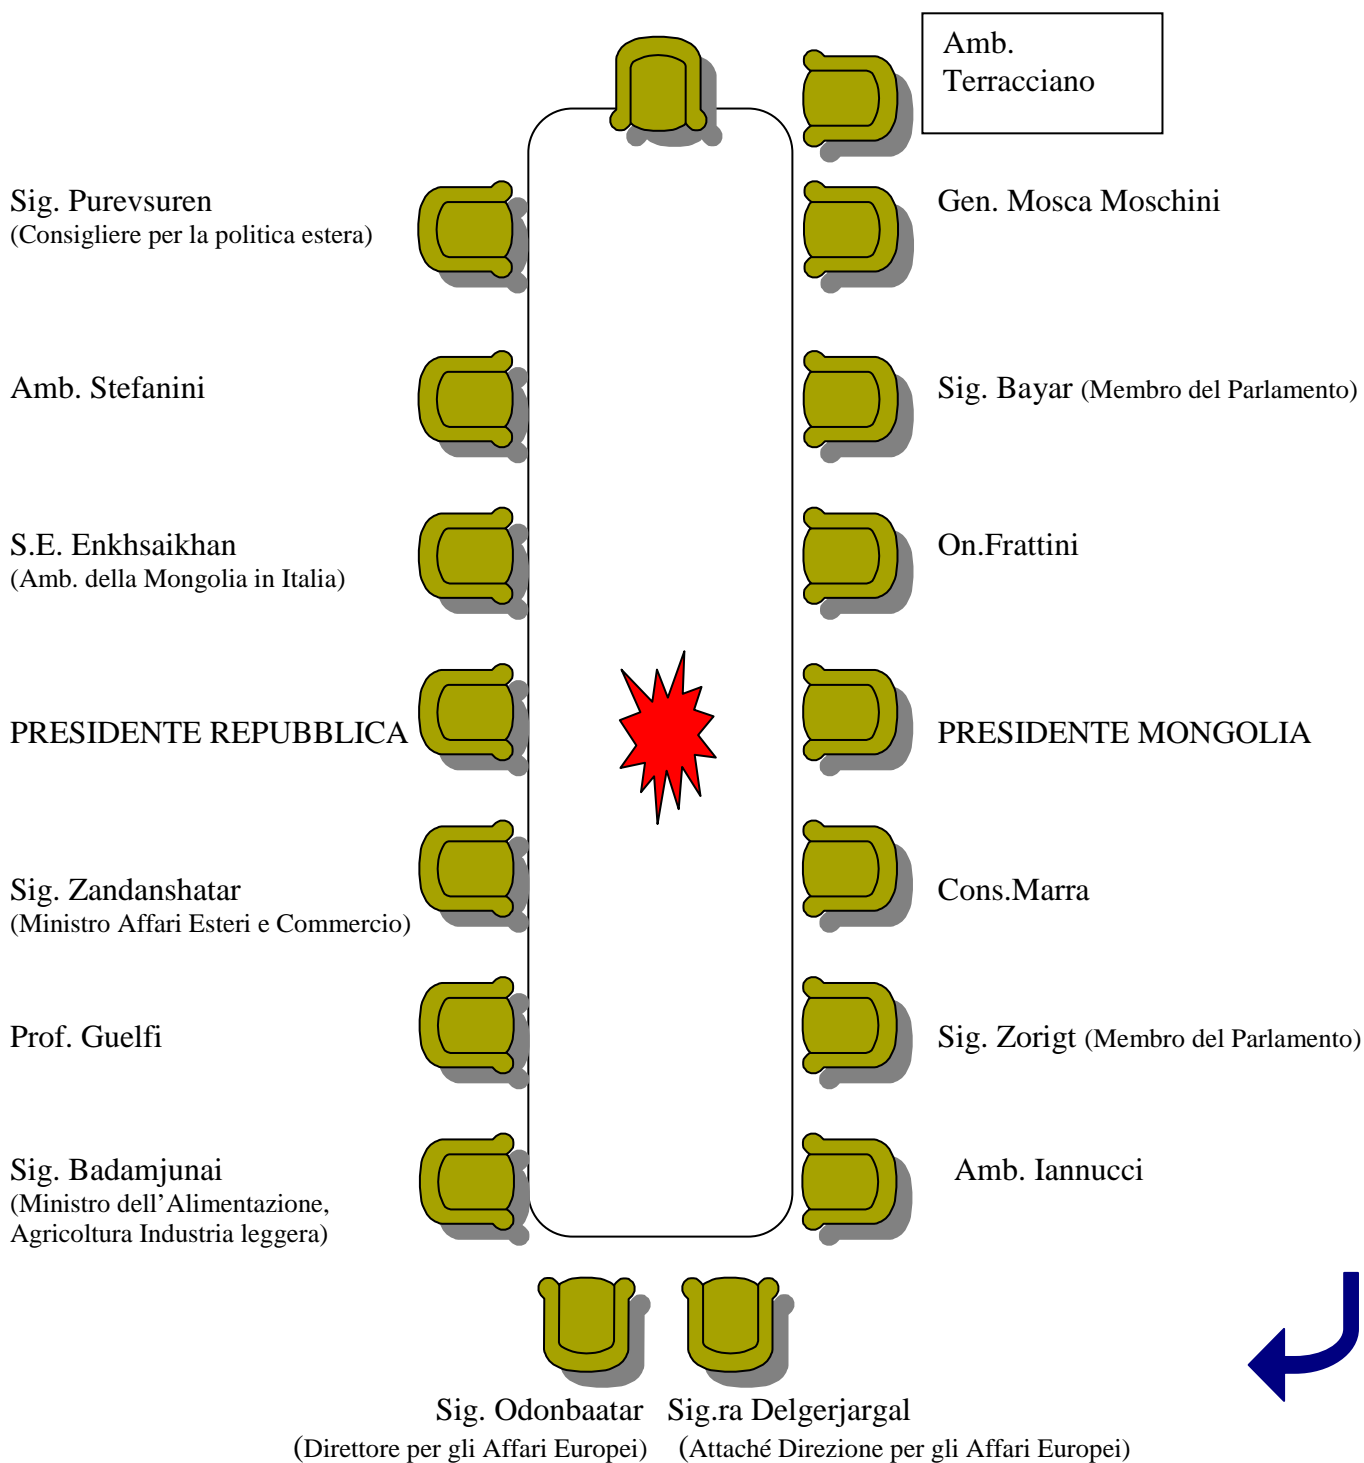 Amb.
Terracciano
Sig. Purevsuren
(Consigliere per la politica estera)
Gen. Mosca Moschini
Amb. Stefanini
Sig. Bayar (Membro del Parlamento)
S.E. Enkhsaikhan
(Amb. della Mongolia in Italia)
On.Frattini
PRESIDENTE REPUBBLICA
PRESIDENTE MONGOLIA
Sig. Zandanshatar
(Ministro Affari Esteri e Commercio)
Cons.Marra
Prof. Guelfi
Sig. Zorigt (Membro del Parlamento)
Sig. Badamjunai
(Ministro dell’Alimentazione,
Agricoltura Industria leggera)
Amb. Iannucci
Sig. Odonbaatar
(Direttore per gli Affari Europei)
Sig.ra Delgerjargal
(Attaché Direzione per gli Affari Europei)